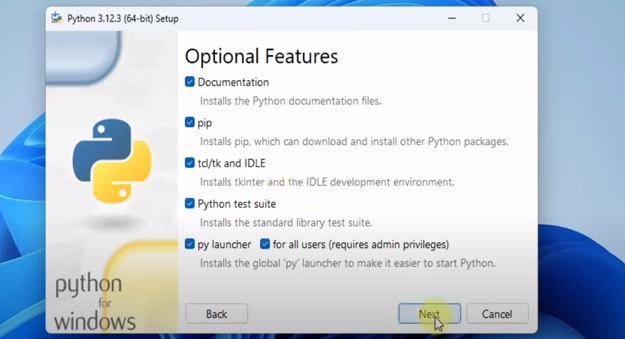 Python 3.12.3 (64-bit) Setup
Optional Features
Documentation
Installs the Python documentation files.
pip
Installs pip, which can download and install other Python packages.
tcl/tk and IDLE
Installs tkinter and the IDLE development environment.
Python test suite
Installs the standard library test suite.
py launcher for all users (requires admin privileges)
Installs the global 'py' launcher to make it easier to start Python.
python
for
windows
Back Next Cancel